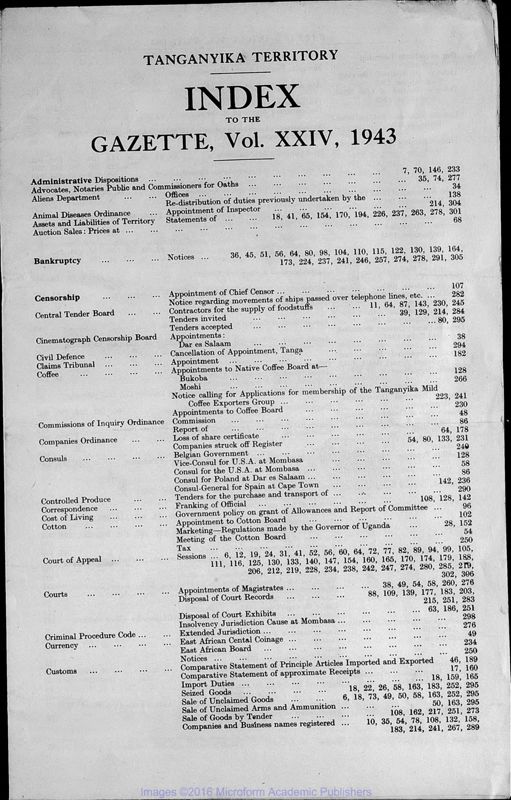 TANGANYIKA TERRITORY
INDEX
TO THE
GAZETTE, Vol. XXIV, 1943
Administrative Dispositions ... 7, 70, 146, 233
Advocates, Notaries Public and Commissioners for Oaths ... 35, 74, 277
Aliens Department ... Offices ... 34
Re-distribution of duties previously undertaken by the ... 138
Animal Diseases Ordinance ... Appointment of Inspector ... 214, 304
Assets and Liabilities of Territory Statements of ... 18, 41, 65, 154, 170, 194, 226, 237, 263, 278, 301
Auction Sales: Prices at ... 68
Bankruptcy ... Notices ... 36, 45, 51, 56, 64, 80, 98, 104, 110, 115, 122, 130, 139, 164,
173, 224, 237, 241, 246, 257, 274, 278, 291, 305
Censorship ... Appointment of Chief Censor ... 107
Notice regarding movements of ships passed over telephone lines, etc. ... 282
Central Tender Board ... Contractors for the supply of foodstuffs ... 11, 64, 87, 143, 230, 245
Tenders invited ... 39, 129, 214, 284
Tenders accepted ... 80, 295
Cinematograph Censorship Board Appointments:
Dar es Salaam ... 38
Civil Defence ... Cancellation of Appointment, Tanga ... 294
Claims Tribunal ... Appointment ... 182
Coffee ... Appointments to Native Coffee Board at—
Bukoba ... 128
Moshi ... 266
Notice calling for Applications for membership of the Tanganyika Mild
Coffee Exporters Group ... 223, 241
Appointments to Coffee Board ... 230
Commissions of Inquiry Ordinance Commission ... 48
Report of ... 86
Companies Ordinance ... Loss of share certificate ... 64, 178
Companies struck off Register ... 54, 80, 133, 231
Consuls ... Belgian Government ... 249
Vice-Consul for U.S.A. at Mombasa ... 128
Consul for the U.S.A. at Mombasa ... 58
Consul for Poland at Dar es Salaam ... 86
Consul-General for Spain at Cape Town ... 142, 236
Controlled Produce ... Tenders for the purchase and transport of ... 290
Correspondence ... Franking of Official ... 108, 128, 142
Cost of Living ... Government policy on grant of Allowances and Report of Committee ... 96
Cotton ... Appointment to Cotton Board ... 102
Marketing—Regulations made by the Governor of Uganda ... 28, 152
Meeting of the Cotton Board ... 54
Tax ... 250
Court of Appeal ... Sessions ... 6, 12, 19, 24, 31, 41, 52, 56, 60, 64, 72, 77, 82, 89, 94, 99, 105,
111, 116, 125, 130, 133, 140, 147, 154, 160, 165, 170, 174, 179, 188,
206, 212, 219, 228, 234, 238, 242, 247, 274, 280, 285, 219,
302, 306
Courts ... Appointments of Magistrates ... 38, 49, 54, 58, 260, 276
Disposal of Court Records ... 88, 109, 139, 177, 183, 203,
215, 251, 283
Disposal of Court Exhibits ... 63, 186, 251
Insolvency Jurisdiction Cause at Mombasa ... 298
Criminal Procedure Code ... Extended Jurisdiction ... 276
Currency ... East African Central Coinage ... 49
East African Board ... 234
Notices ... 250
Customs ... Comparative Statement of Principle Articles Imported and Exported 46, 189
Comparative Statement of approximate Receipts ... 17, 160
Import Duties ... 18, 159, 165
Seized Goods ... 18, 22, 26, 58, 163, 183, 252, 295
Sale of Unclaimed Goods ... 6, 18, 73, 49, 50, 58, 163, 252, 295
Sale of Unclaimed Arms and Ammunition ... 50, 163, 295
Sale of Goods by Tender ... 108, 162, 217, 251, 273
Companies and Business names registered ... 10, 35, 54, 78, 108, 132, 158,
183, 214, 241, 267, 289
Images ©2016 Microform Academic Publishers